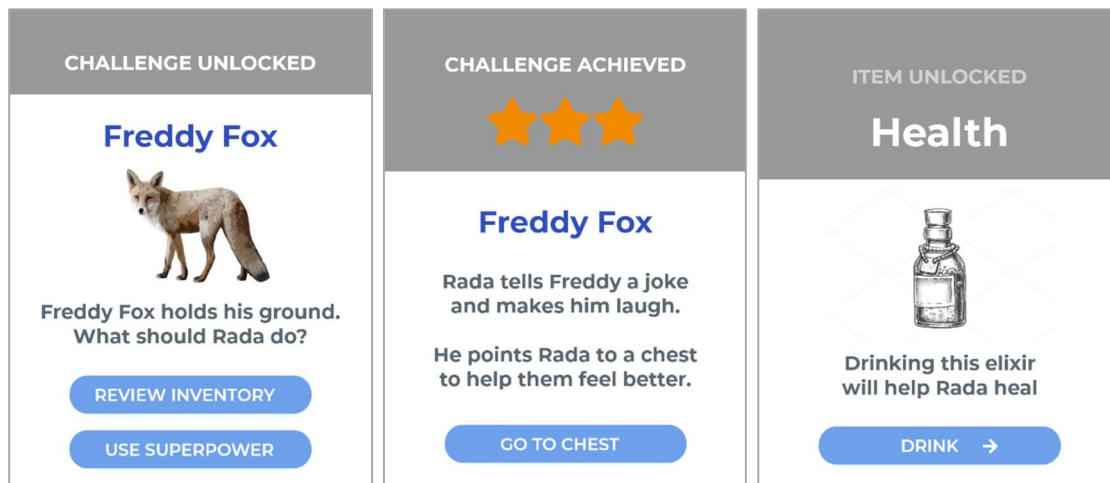 CHALLENGE UNLOCKED
Freddy Fox
Freddy Fox holds his ground.
What should Rada do?
REVIEW INVENTORY
USE SUPERPOWER
CHALLENGE ACHIEVED
Freddy Fox
Rada tells Freddy a joke
and makes him laugh.
He points Rada to a chest
to help them feel better.
GO TO CHEST
ITEM UNLOCKED
Health
Drinking this elixir
will help Rada heal
DRINK →